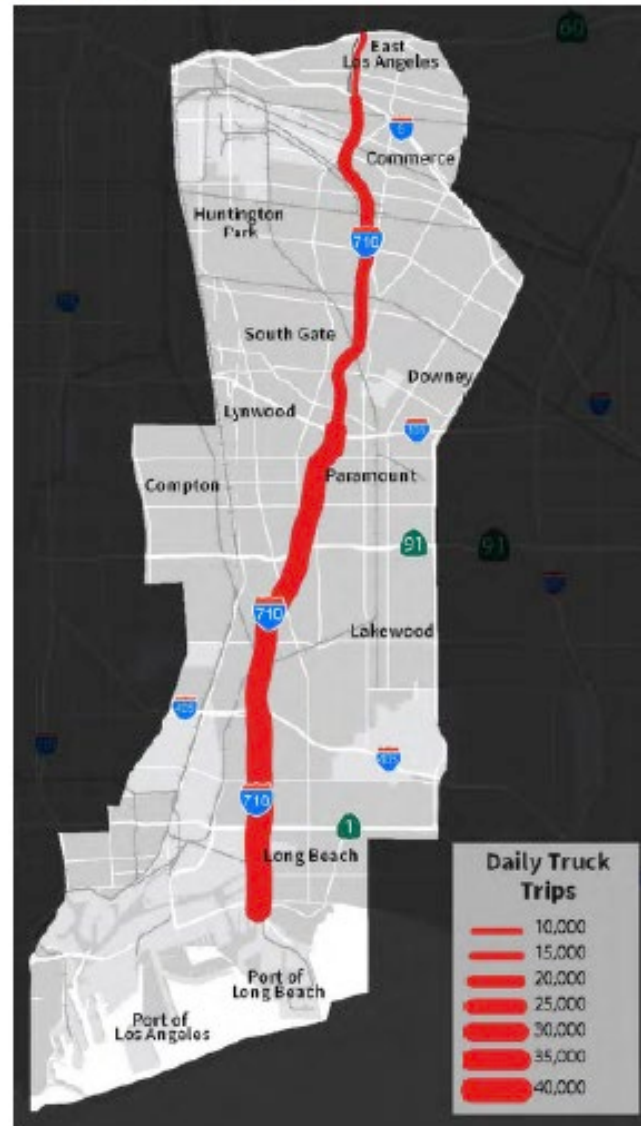 60
East
Los Angeles
5
Commerce
Huntington
Park
710
South Gate
Downey
Lynwood
Paramount
Compton
91
91
710
Lakewood
405
405
710
1
Long Beach
Daily Truck
Trips
10,000
15,000
20,000
25,000
30,000
35,000
40,000
Port of
Long Beach
Port of
Los Angeles